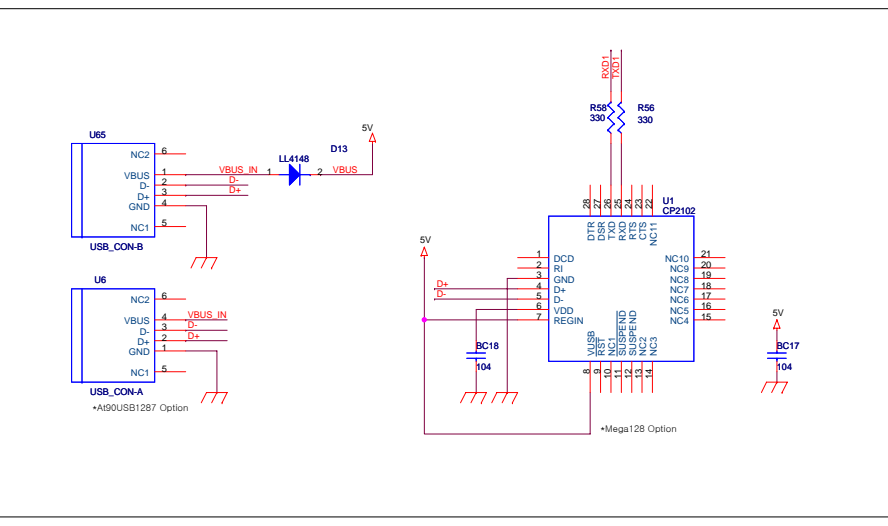 RXD1
TXD1
R58
330
R56
330
U65
NC2 6
VBUS 1 VBUS_IN
D- 2 D-
D+ 3 D+
GND 4
NC1 5
USB_CON-B
LL4148
1
2
D13
VBUS
5V
U6
NC2 6
VBUS 4 VBUS_IN
D- 3 D-
D+ 2 D+
GND 1
NC1 5
USB_CON-A
*At90USB1287 Option
U1
CP2102
28 27 26 25 24 23 22
DTR DSR TXD RXD RTS CTS NC11
5V
1 DCD
2 RI
3 GND
D+ 4 D+
D- 5 D-
6 VDD
7 REGIN
NC10 21
NC9 20
NC8 19
NC7 18
NC6 17
NC5 16
NC4 15
VUSB RST NC1 SUSPEND SUSPEND NC2 NC3
8 9 10 11 12 13 14
BC18
104
5V
BC17
104
*Mega128 Option